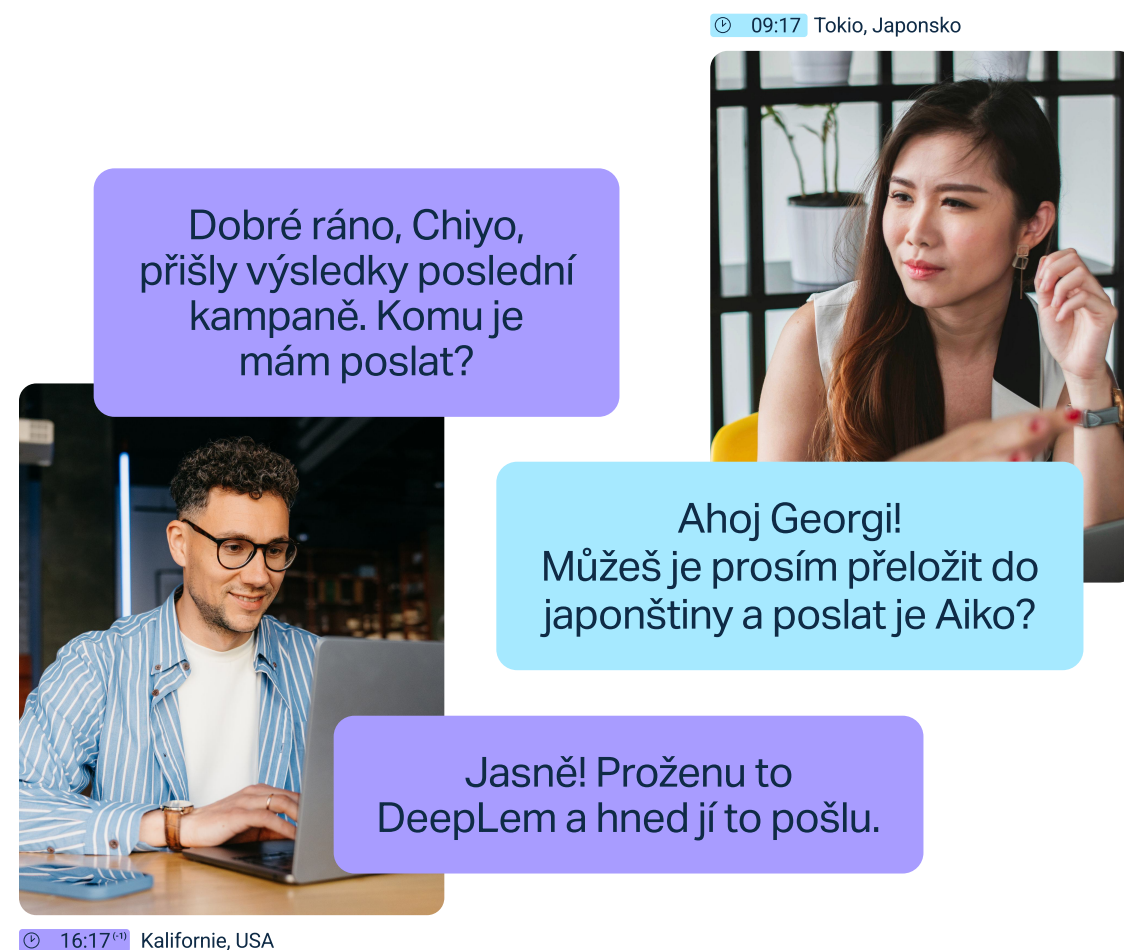 09:17 Tokio, Japonsko
Dobré ráno, Chiyo,
přišly výsledky poslední
kampaně. Komu je
mám poslat?
Ahoj Georgi!
Můžeš je prosím přeložit do
japonštiny a poslat je Aiko?
Jasně! Proženu to
DeepLem a hned jí to pošlu.
16:17(-1) Kalifornie, USA